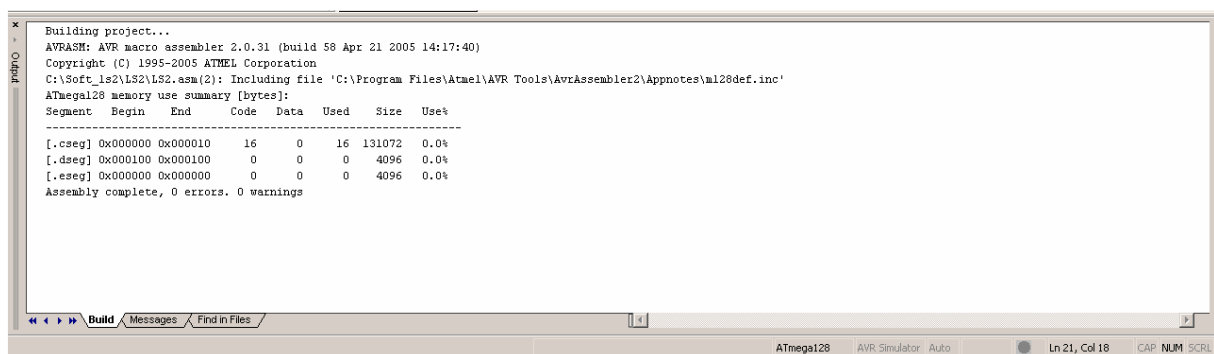 Output
Building project...
AVRASM: AVR macro assembler 2.0.31 (build 58 Apr 21 2005 14:17:40)
Copyright (C) 1995-2005 ATMEL Corporation
C:\Soft_ls2\LS2\LS2.asm(2): Including file 'C:\Program Files\Atmel\AVR Tools\AvrAssembler2\Appnotes\m128def.inc'
ATmega128 memory use summary [bytes]:
Segment Begin End Code Data Used Size Use%
---------------------------------------------------------------
[.cseg] 0x000000 0x000010 16 0 16 131072 0.0%
[.dseg] 0x000100 0x000100 0 0 0 4096 0.0%
[.eseg] 0x000000 0x000000 0 0 0 4096 0.0%
Assembly complete, 0 errors. 0 warnings
Build Messages Find in Files
ATmega128 AVR Simulator Auto Ln 21, Col 18 CAP NUM SCRL